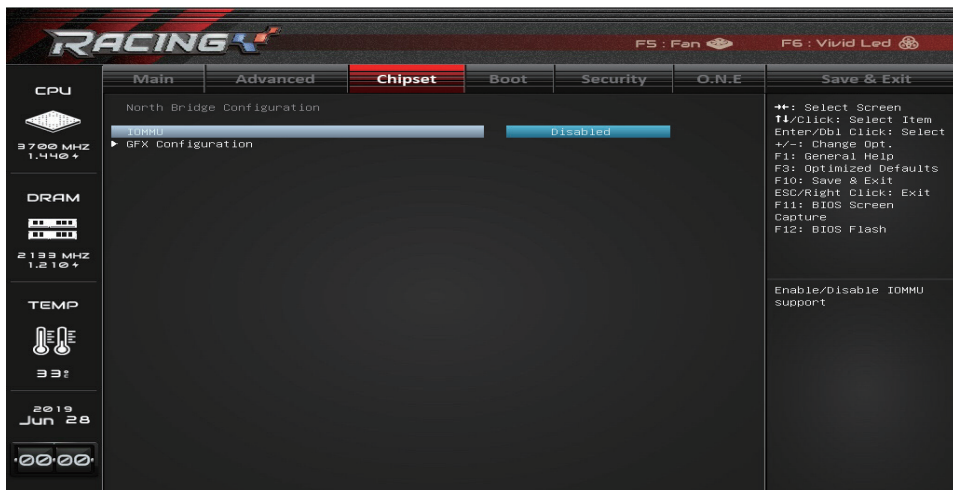 RACING
F5 : Fan
F6 : Vivid Led
Main Advanced Chipset Boot Security O.N.E Save & Exit
CPU
3700 MHZ
1.440
DRAM
2133 MHZ
1.210
TEMP
33
2019
Jun 28
00:00
North Bridge Configuration
IOMMU Disabled
GFX Configuration
→←: Select Screen
↑↓/Click: Select Item
Enter/Dbl Click: Select
+/-: Change Opt.
F1: General Help
F3: Optimized Defaults
F10: Save & Exit
ESC/Right Click: Exit
F11: BIOS Screen
Capture
F12: BIOS Flash
Enable/Disable IOMMU
support